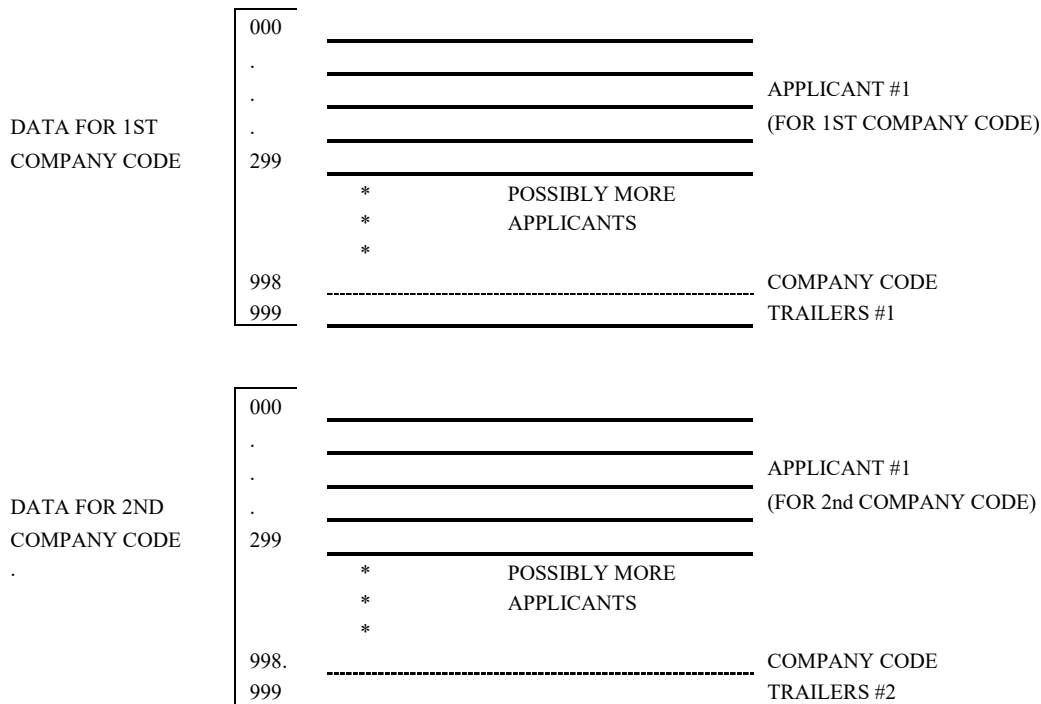 000
.
.
APPLICANT #1
DATA FOR 1ST
.
(FOR 1ST COMPANY CODE)
COMPANY CODE
299
* POSSIBLY MORE
* APPLICANTS
*
998
COMPANY CODE
999
TRAILERS #1
000
.
.
APPLICANT #1
DATA FOR 2ND
.
(FOR 2nd COMPANY CODE)
COMPANY CODE
299
.
* POSSIBLY MORE
* APPLICANTS
*
998.
COMPANY CODE
999
TRAILERS #2